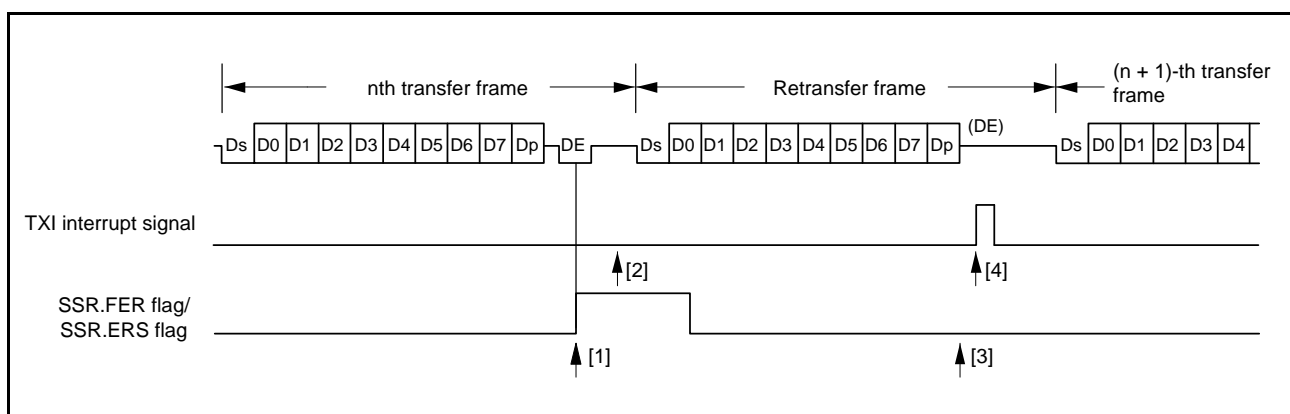 nth transfer frame
Retransfer frame
(n + 1)-th transfer
frame
(DE)
Ds D0 D1 D2 D3 D4 D5 D6 D7 Dp DE Ds D0 D1 D2 D3 D4 D5 D6 D7 Dp Ds D0 D1 D2 D3 D4
TXI interrupt signal
[2] [4]
SSR.FER flag/
SSR.ERS flag
[1] [3]